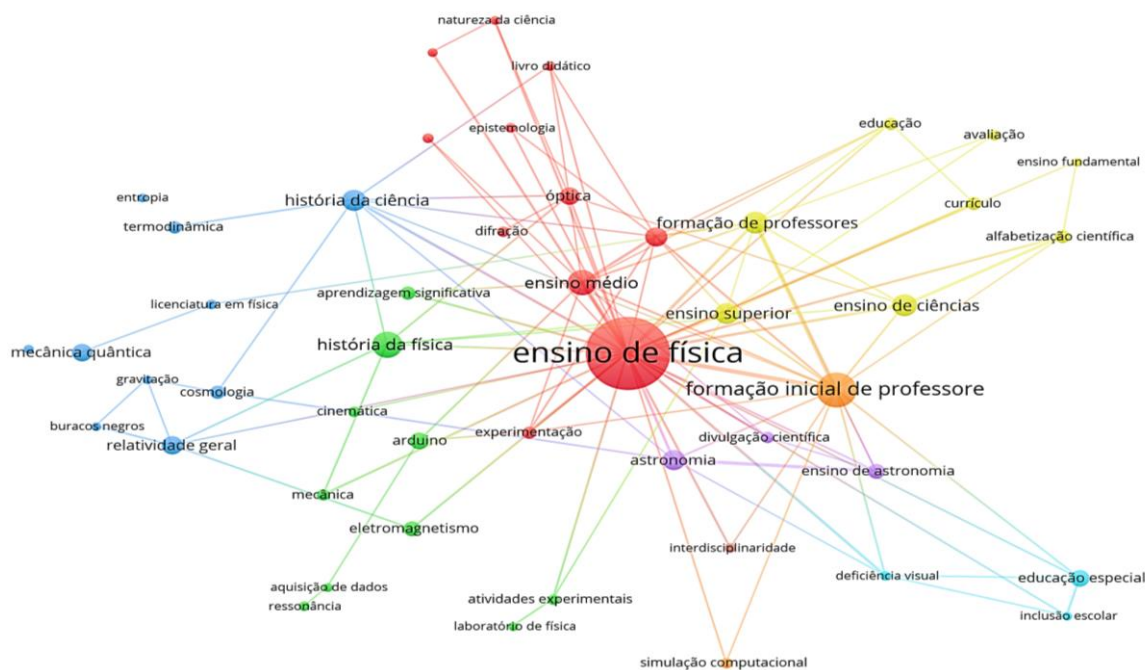 natureza da ciência
livro didático
epistemologia
educação
avaliação
ensino fundamental
entropia
história da ciência
óptica
currículo
termodinâmica
difração
formação de professores
alfabetização científica
ensino médio
aprendizagem significativa
licenciatura em física
ensino superior
ensino de ciências
história da física
ensino de física
mecânica quântica
gravitação
cosmologia
formação inicial de professore
cinemática
buracos negros
relatividade geral
arduino
experimentação
divulgação científica
astronomia
ensino de astronomia
mecânica
eletromagnetismo
interdisciplinaridade
deficiência visual
educação especial
aquisição de dados
ressonância
atividades experimentais
inclusão escolar
laboratório de física
simulação computacional